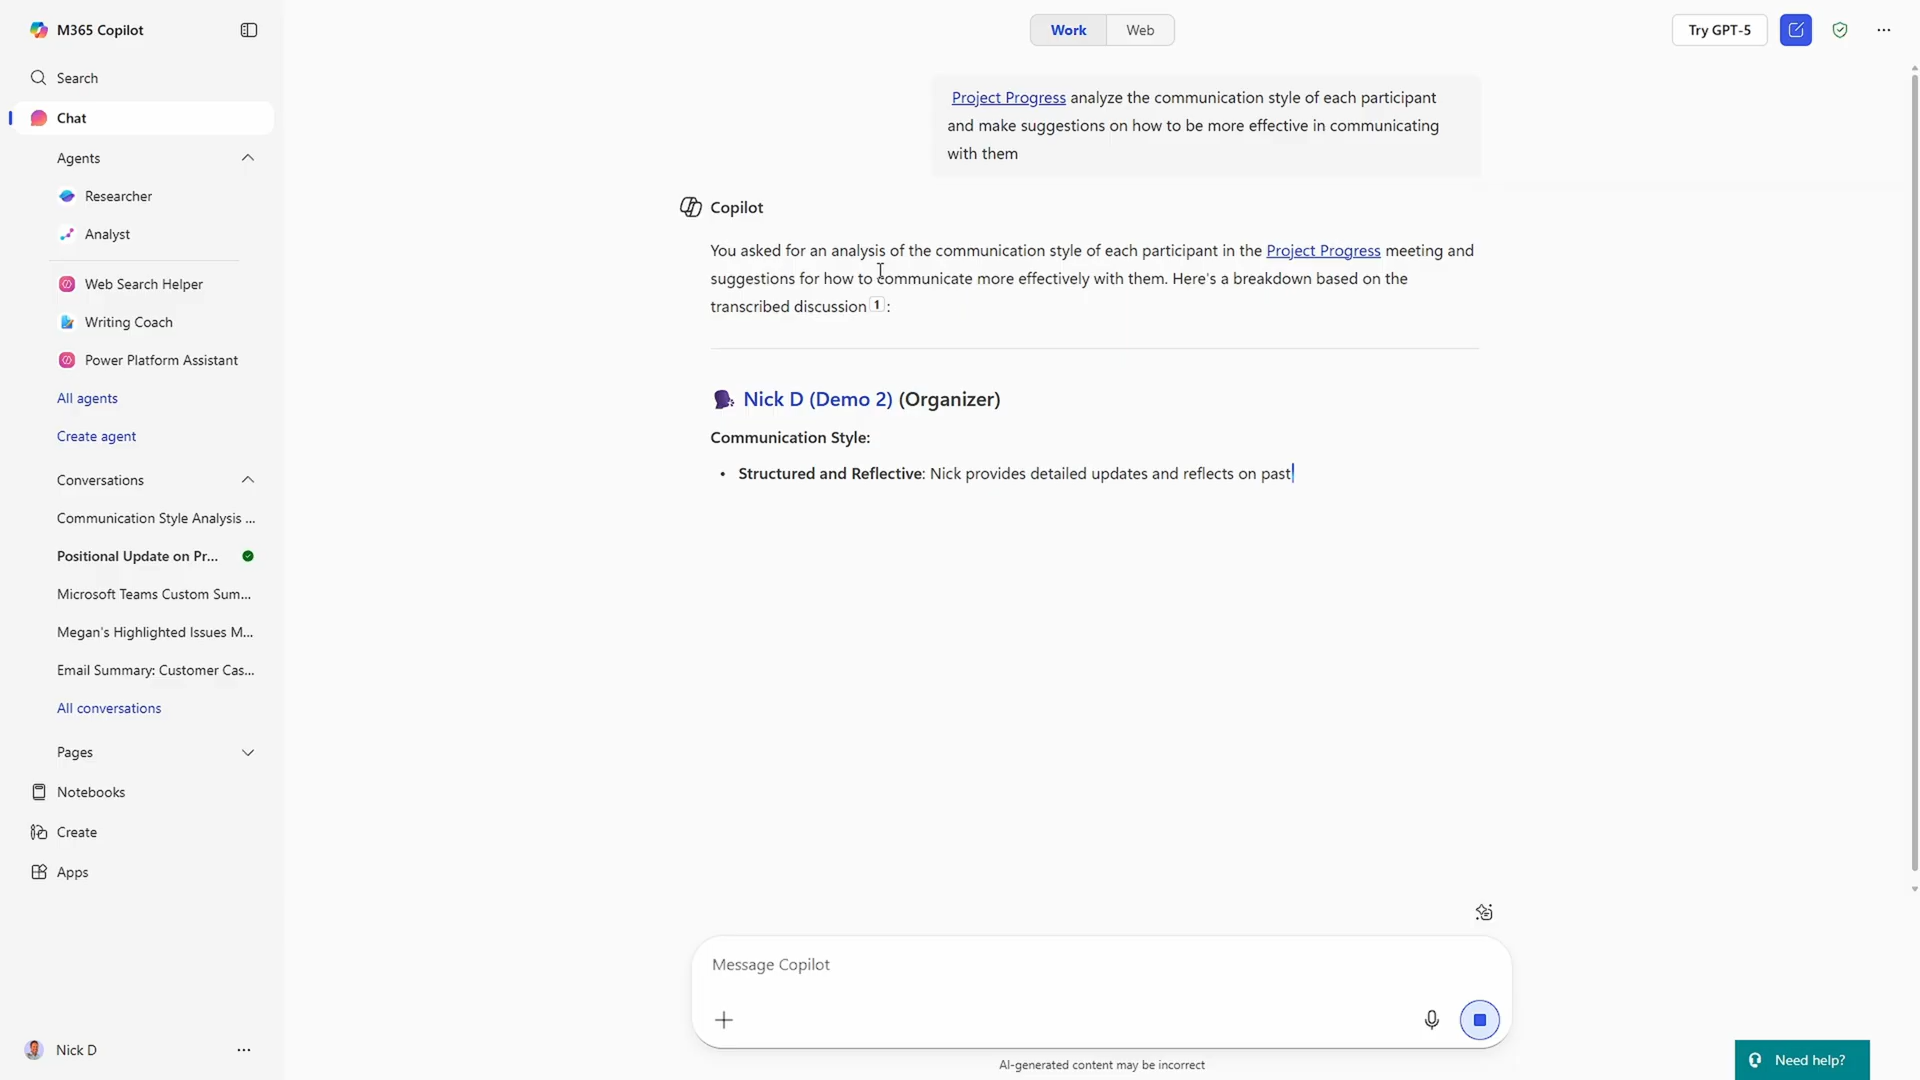 M365 Copilot
Search
Chat
Agents
Researcher
Analyst
Web Search Helper
Writing Coach
Power Platform Assistant
All agents
Create agent
Conversations
Communication Style Analysis ...
Positional Update on Pr...
Microsoft Teams Custom Sum...
Megan's Highlighted Issues M...
Email Summary: Customer Cas...
All conversations
Pages
Notebooks
Create
Apps
Nick D
Work Web
Try GPT-5
Project Progress analyze the communication style of each participant
and make suggestions on how to be more effective in communicating
with them
Copilot
You asked for an analysis of the communication style of each participant in the Project Progress meeting and
suggestions for how to communicate more effectively with them. Here's a breakdown based on the
transcribed discussion 1 :
Nick D (Demo 2) (Organizer)
Communication Style:
• Structured and Reflective: Nick provides detailed updates and reflects on past
Message Copilot
AI-generated content may be incorrect
Need help?